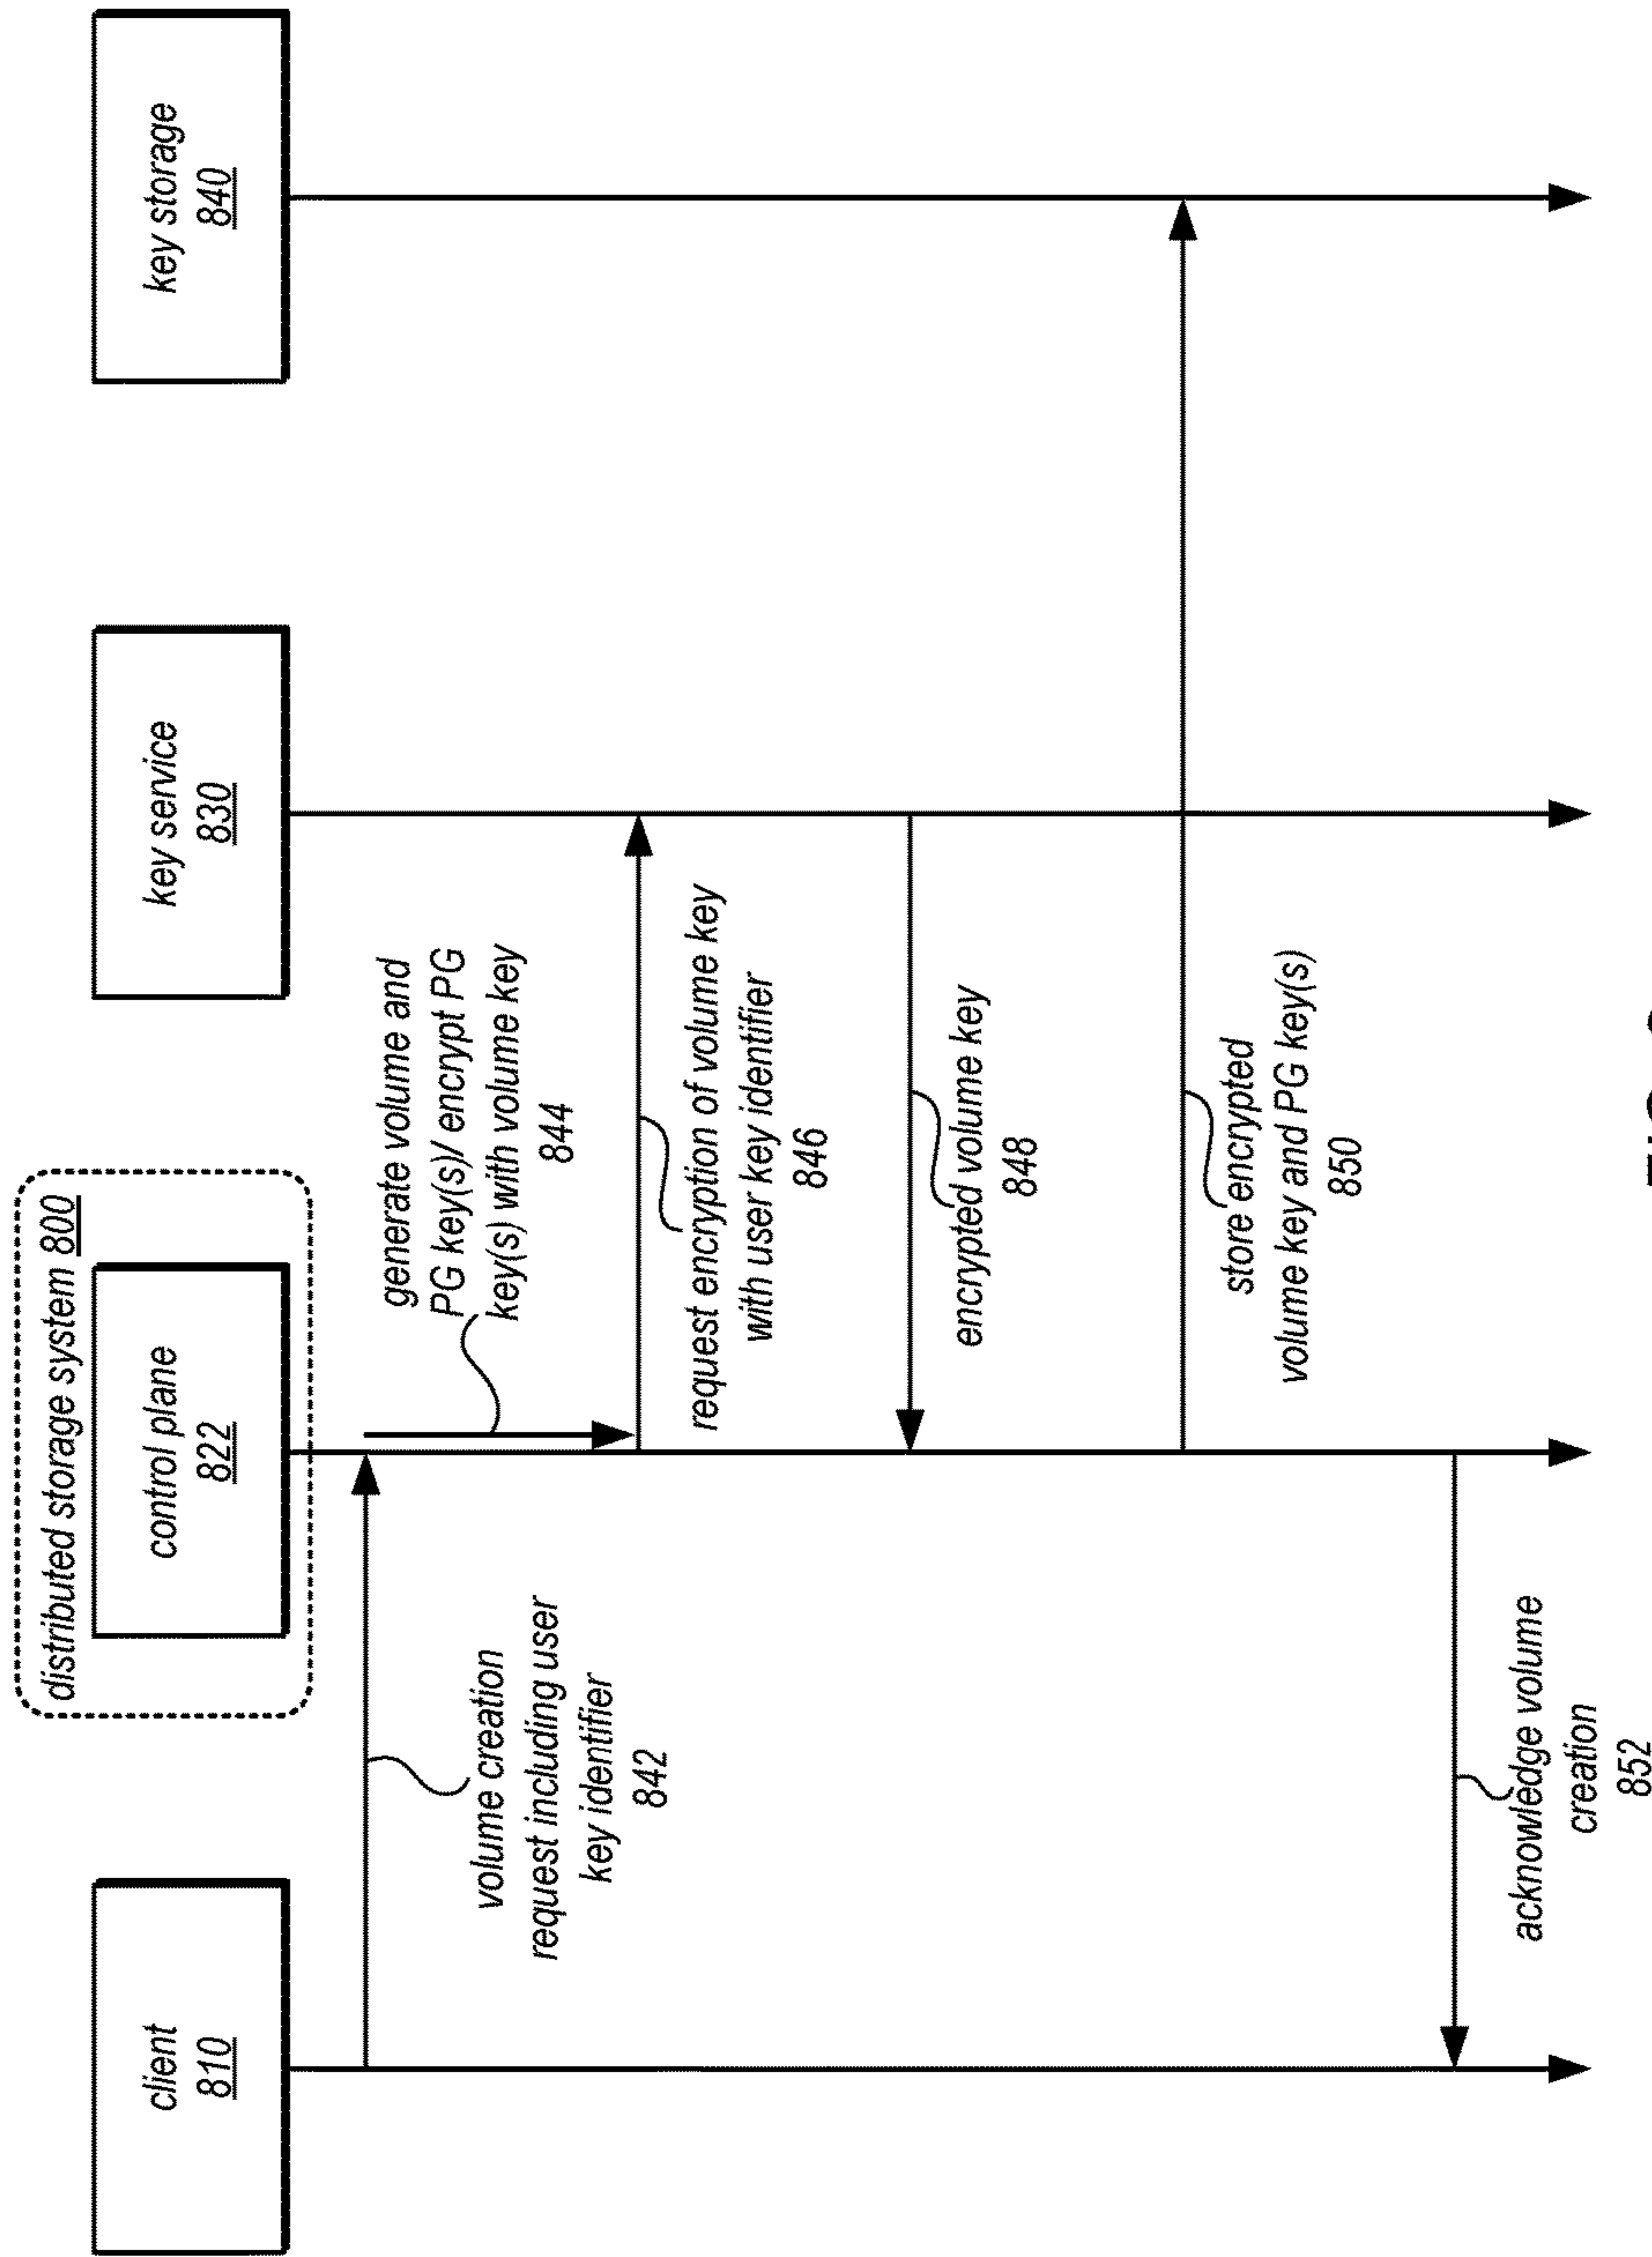 distributed storage system 800
client
810
control plane
822
key service
830
key storage
840
volume creation
request including user
key identifier
842
generate volume and
PG key(s)/ encrypt PG
key(s) with volume key
844
request encryption of volume key
with user key identifier
846
encrypted volume key
848
store encrypted
volume key and PG key(s)
850
acknowledge volume
creation
852